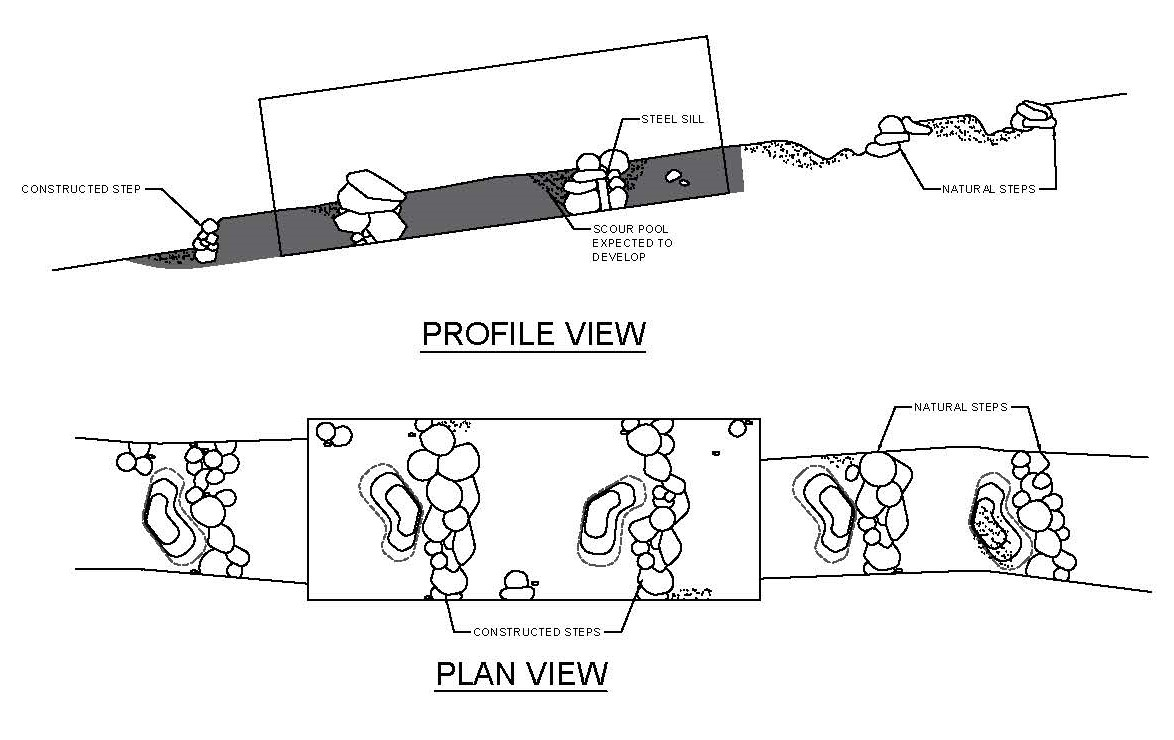 STEEL SILL
CONSTRUCTED STEP
NATURAL STEPS
SCOUR POOL
EXPECTED TO
DEVELOP
PROFILE VIEW
NATURAL STEPS
CONSTRUCTED STEPS
PLAN VIEW